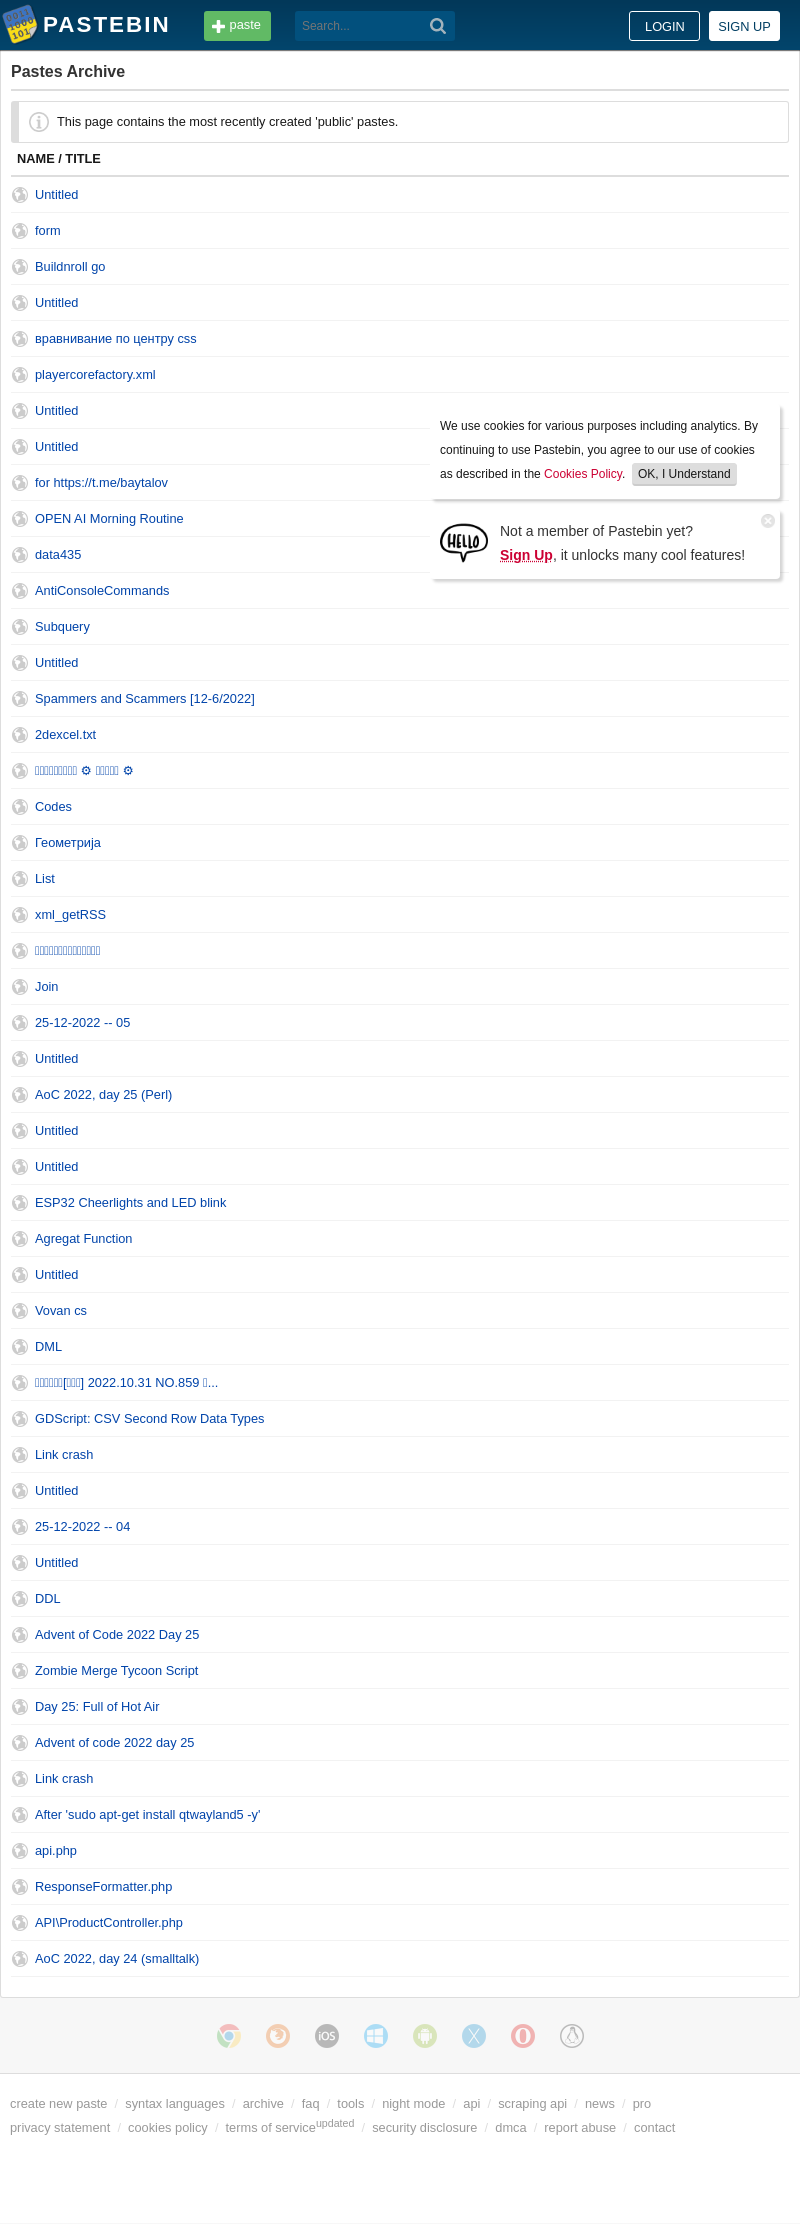 PASTEBIN
paste
Search...
LOGIN
SIGN UP
Pastes Archive
This page contains the most recently created 'public' pastes.
NAME / TITLE
Untitled
form
Buildnroll go
Untitled
вравнивание по центру css
playercorefactory.xml
Untitled
Untitled
for https://t.me/baytalov
OPEN AI Morning Routine
data435
AntiConsoleCommands
Subquery
Untitled
Spammers and Scammers [12-6/2022]
2dexcel.txt
⚙ ⚙
Codes
Геометрија
List
xml_getRSS
Join
25-12-2022 -- 05
Untitled
AoC 2022, day 25 (Perl)
Untitled
Untitled
ESP32 Cheerlights and LED blink
Agregat Function
Untitled
Vovan cs
DML
[] 2022.10.31 NO.859 ...
GDScript: CSV Second Row Data Types
Link crash
Untitled
25-12-2022 -- 04
Untitled
DDL
Advent of Code 2022 Day 25
Zombie Merge Tycoon Script
Day 25: Full of Hot Air
Advent of code 2022 day 25
Link crash
After 'sudo apt-get install qtwayland5 -y'
api.php
ResponseFormatter.php
API\ProductController.php
AoC 2022, day 24 (smalltalk)
We use cookies for various purposes including analytics. By
continuing to use Pastebin, you agree to our use of cookies
as described in the Cookies Policy. OK, I Understand
HELLO
Not a member of Pastebin yet?
Sign Up, it unlocks many cool features!
iOS
create new paste / syntax languages / archive / faq / tools / night mode / api / scraping api / news / pro
privacy statement / cookies policy / terms of service updated / security disclosure / dmca / report abuse / contact